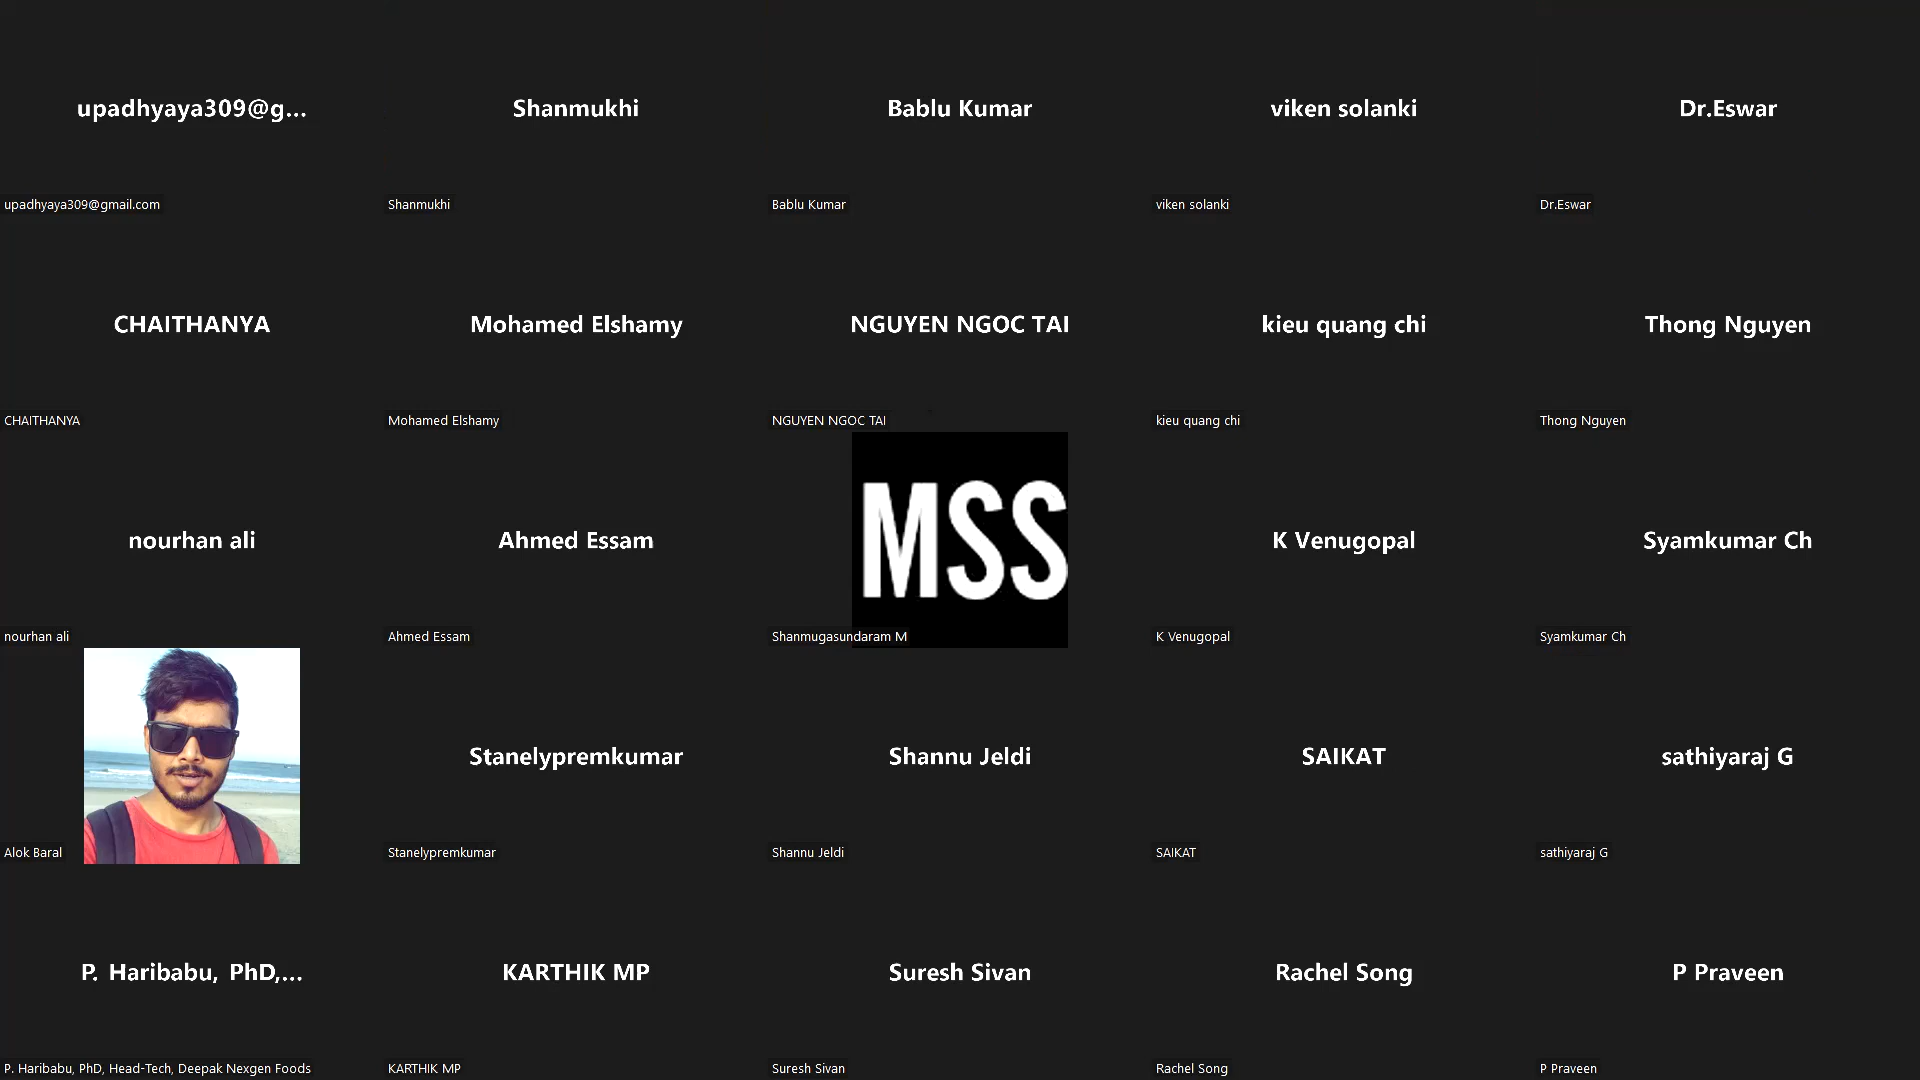 upadhyaya309@g...
Shanmukhi
Bablu Kumar
viken solanki
Dr.Eswar
upadhyaya309@gmail.com
Shanmukhi
Bablu Kumar
viken solanki
Dr.Eswar
CHAITHANYA
Mohamed Elshamy
NGUYEN NGOC TAI
kieu quang chi
Thong Nguyen
CHAITHANYA
Mohamed Elshamy
NGUYEN NGOC TAI
kieu quang chi
Thong Nguyen
nourhan ali
Ahmed Essam
MSS
K Venugopal
Syamkumar Ch
nourhan ali
Ahmed Essam
Shanmugasundaram M
K Venugopal
Syamkumar Ch
Stanelypremkumar
Shannu Jeldi
SAIKAT
sathiyaraj G
Alok Baral
Stanelypremkumar
Shannu Jeldi
SAIKAT
sathiyaraj G
P. Haribabu, PhD,...
KARTHIK MP
Suresh Sivan
Rachel Song
P Praveen
P. Haribabu, PhD, Head-Tech, Deepak Nexgen Foods
KARTHIK MP
Suresh Sivan
Rachel Song
P Praveen